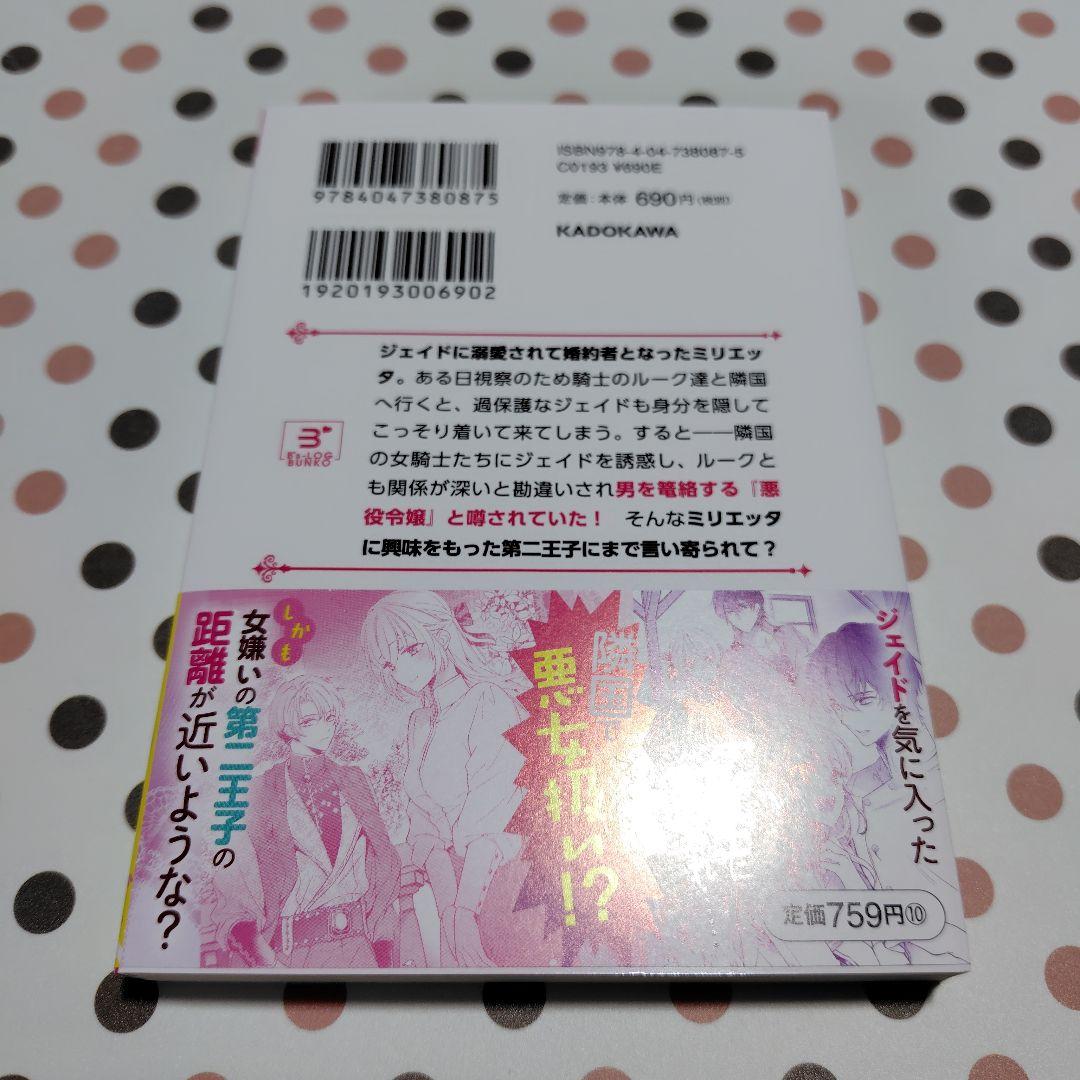 9784047380875
ISBN978-4-04-738087-5
C0193 ¥690E
定価：本体 690円(税別)
KADOKAWA
1920193006902
ジェイドに溺愛されて婚約者となったミリエッ
タ。ある日視察のため騎士のルーク達と隣国
へ行くと、過保護なジェイドも身分を隠して
こっそり着いて来てしまう。すると――隣国
の女騎士たちにジェイドを誘惑し、ルークと
も関係が深いと勘違いされ男を篭絡する『悪
役令嬢』と噂されていた！　そんなミリエッタ
に興味をもった第二王子にまで言い寄られて？
B's-LOG
BUNKO
ジェイドを気に入った
隣国
悪女扱い!?
しかも
女嫌いの第二王子の
距離が近いような？
定価759円⑩